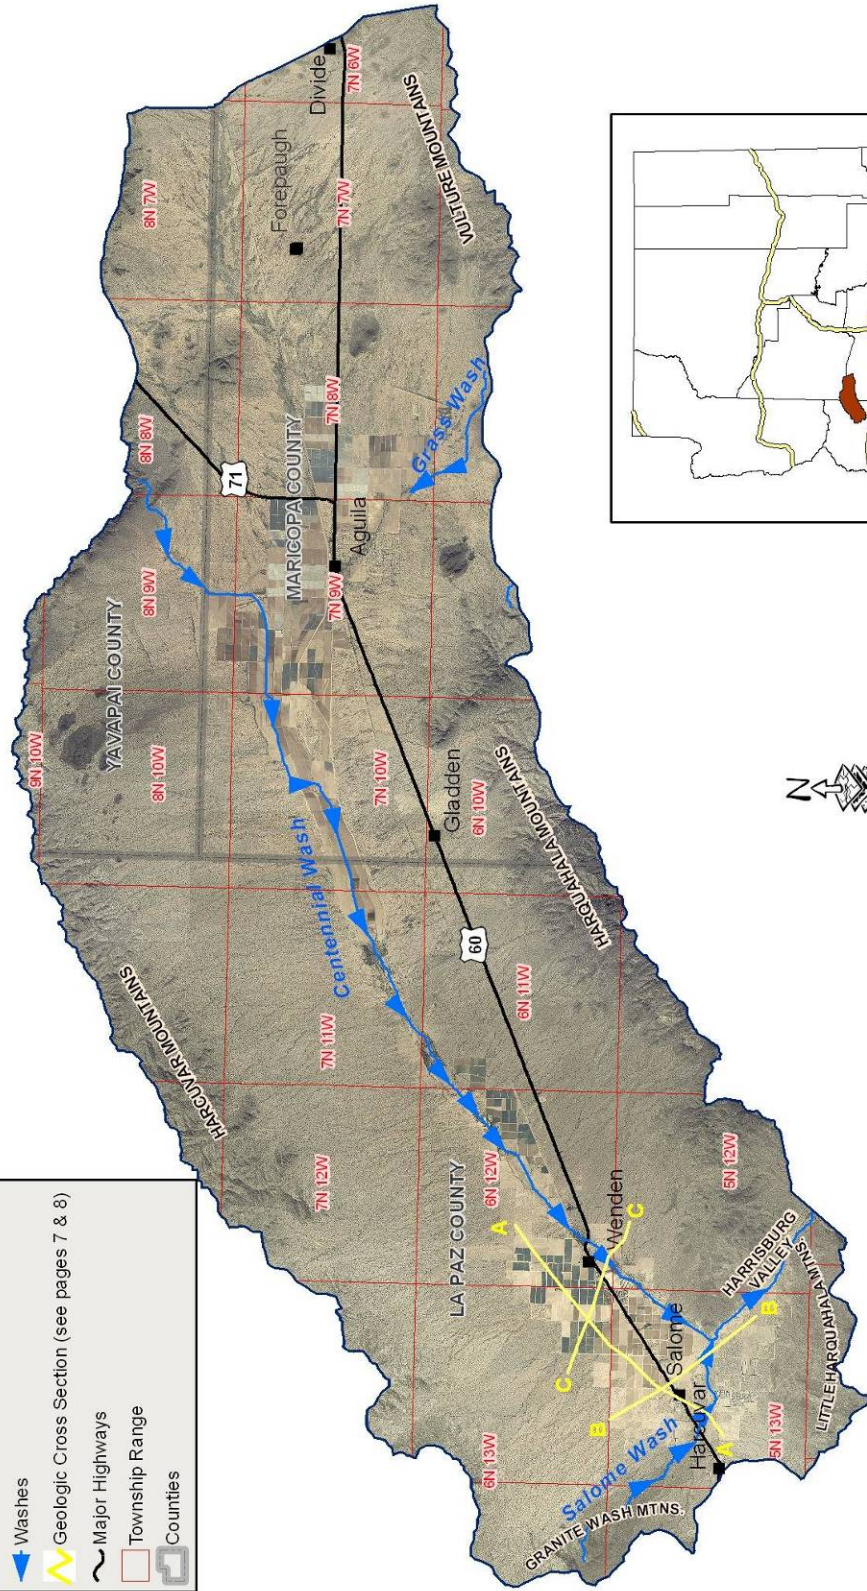 Washes
Geologic Cross Section (see pages 7 & 8)
Major Highways
Township Range
Counties
9N 10W
YAVAPAI COUNTY
8N 10W
8N 9W
8N 8W
8N 7W
71
MARICOPA COUNTY
Forepaugh
Divide
7N 6W
7N 7W
7N 8W
7N 9W
Aguila
Grass Wash
VULTURE MOUNTAINS
HARCUVAR MOUNTAINS
Centennial Wash
7N 10W
Gladden
6N 10W
HARQUAHALA MOUNTAINS
7N 11W
60
6N 11W
7N 12W
LA PAZ COUNTY
6N 12W
A
C
Wenden
C
5N 12W
6N 13W
B
Salome
HARRISBURG
VALLEY
B
Harcuvar
A
Salome Wash
5N 13W
LITTLE HARQUAHALA MTNS.
GRANITE WASH MTNS.
N